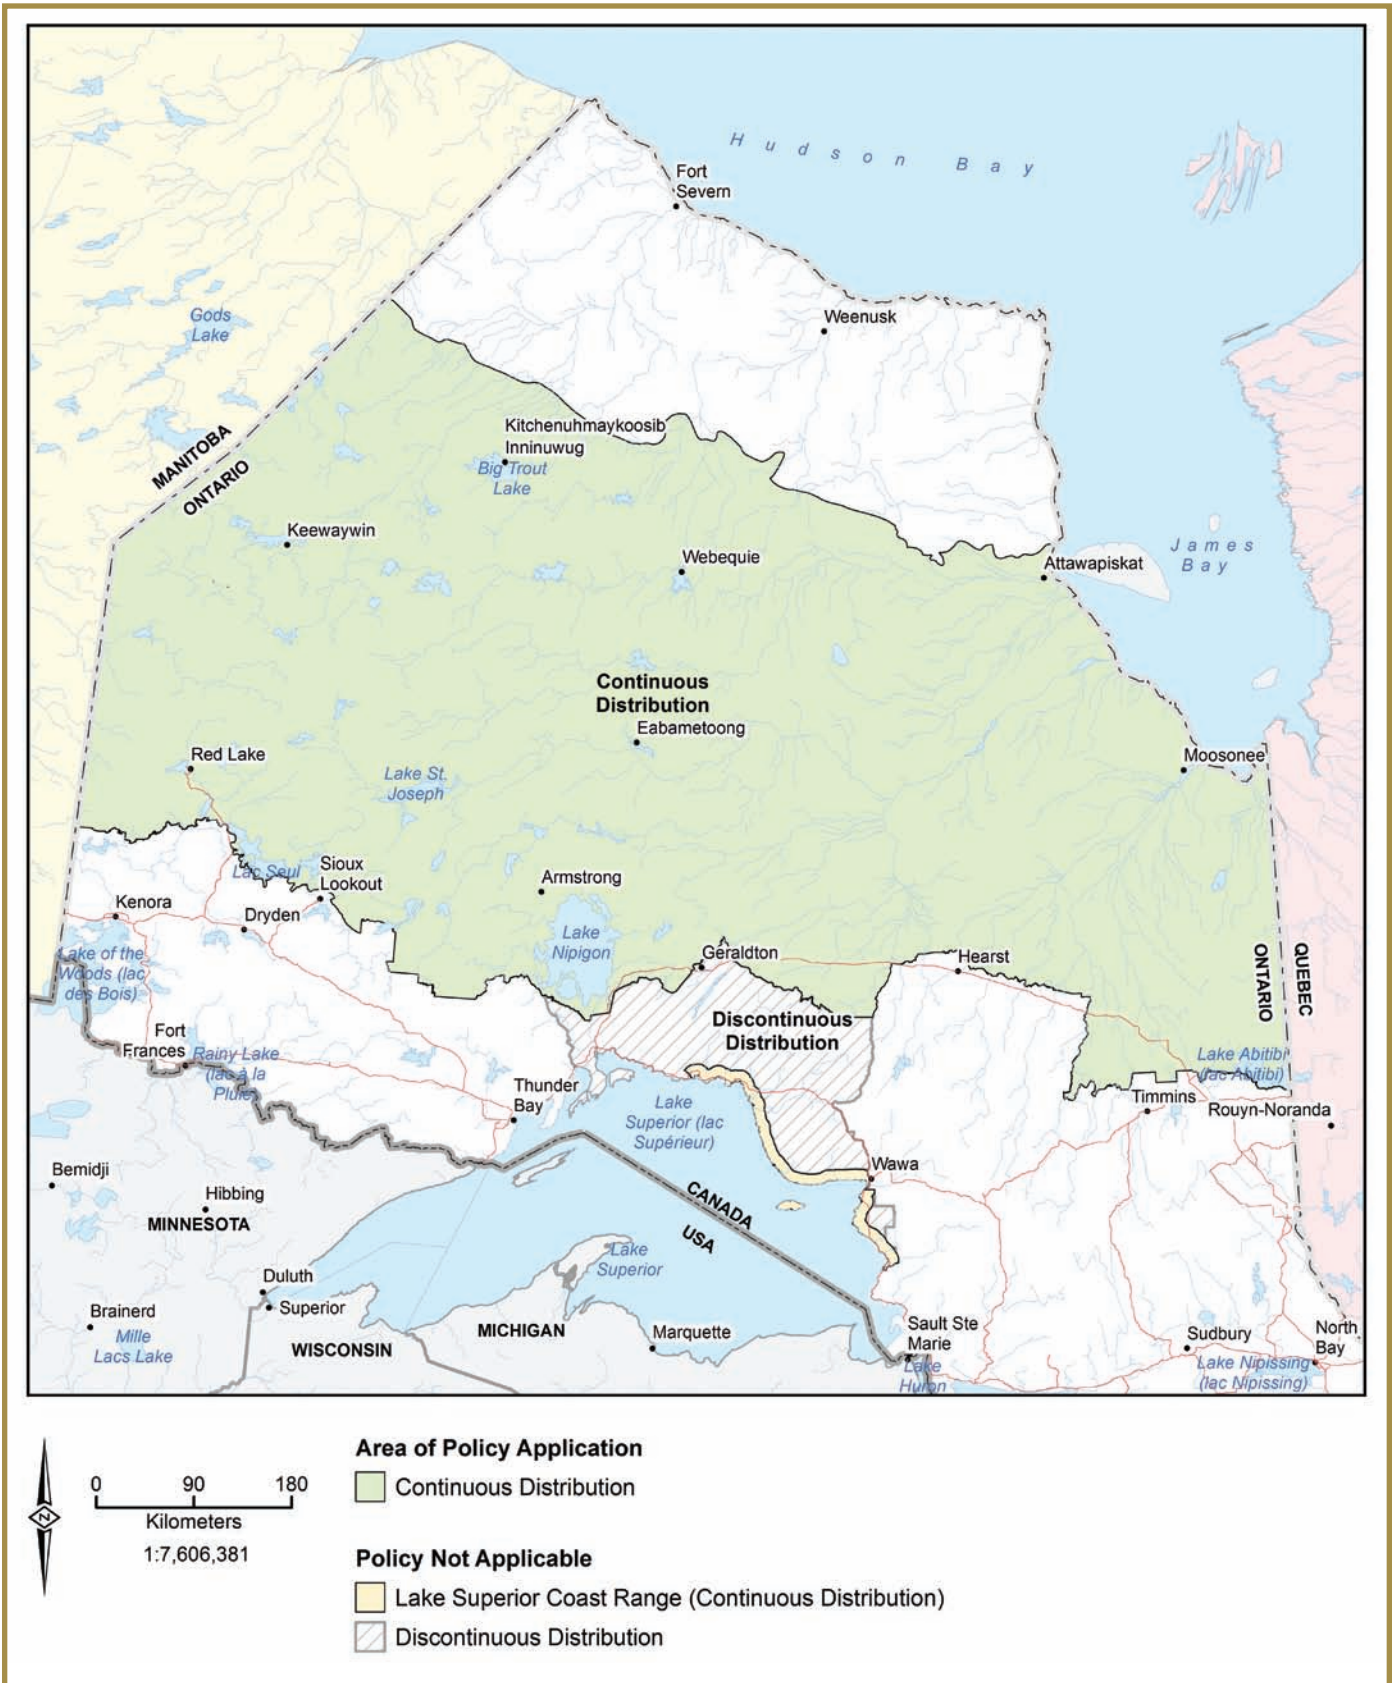 Hudson Bay
Fort
Severn
Weenusk
Gods
Lake
Kitchenuhmaykoosib
Inninuwug
Big Trout
Lake
MANITOBA
ONTARIO
Keewaywin
Webequie
James
Bay
Attawapiskat
Continuous
Distribution
Eabametoong
Red Lake
Lake St.
Joseph
Moosonee
Lac Seul
Sioux
Lookout
Armstrong
Kenora
Dryden
Lake
Nipigon
Geraldton
Hearst
ONTARIO
QUEBEC
Lake of the
Woods (lac
des Bois)
Discontinuous
Distribution
Fort
Frances
Rainy Lake
(lac à la
Pluie)
Lake Abitibi
(lac Abitibi)
Thunder
Bay
Lake
Superior (lac
Supérieur)
Timmins
Rouyn-Noranda
Bemidji
Wawa
Hibbing
MINNESOTA
CANADA
USA
Lake
Superior
Duluth
Superior
Brainerd
Mille
Lacs Lake
WISCONSIN
MICHIGAN
Marquette
Sault Ste
Marie
Lake
Huron
Sudbury
North
Bay
Lake Nipissing
(lac Nipissing)
N
0 90 180
Kilometers
1:7,606,381
Area of Policy Application
Continuous Distribution
Policy Not Applicable
Lake Superior Coast Range (Continuous Distribution)
Discontinuous Distribution